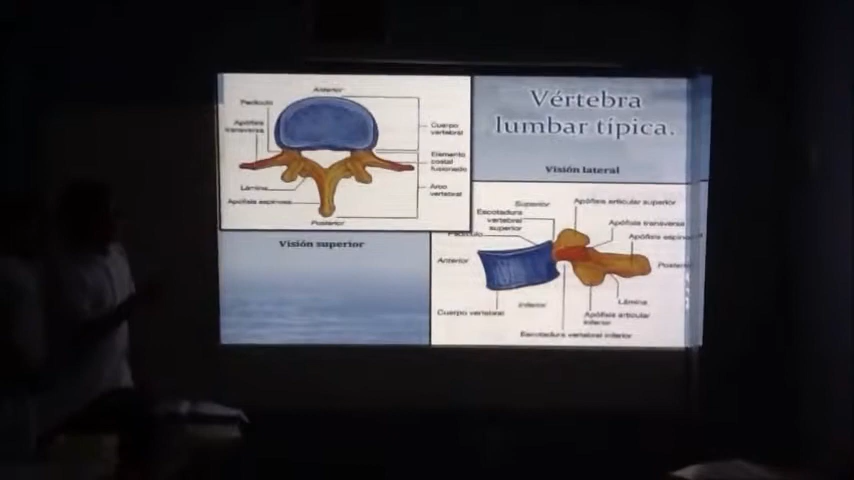 Vértebra
lumbar típica.
Anterior
Pedículo
Apófisis
transversa
Cuerpo
vertebral
Elemento
costal
fusionado
Arco
vertebral
Lámina
Apófisis espinosa
Posterior
Visión superior
Visión lateral
Superior
Apófisis articular superior
Escotadura
vertebral
superior
Apófisis transversa
Pedículo
Anterior
Posterior
Inferior
Lámina
Cuerpo vertebral
Apófisis articular
inferior
Escotadura vertebral inferior